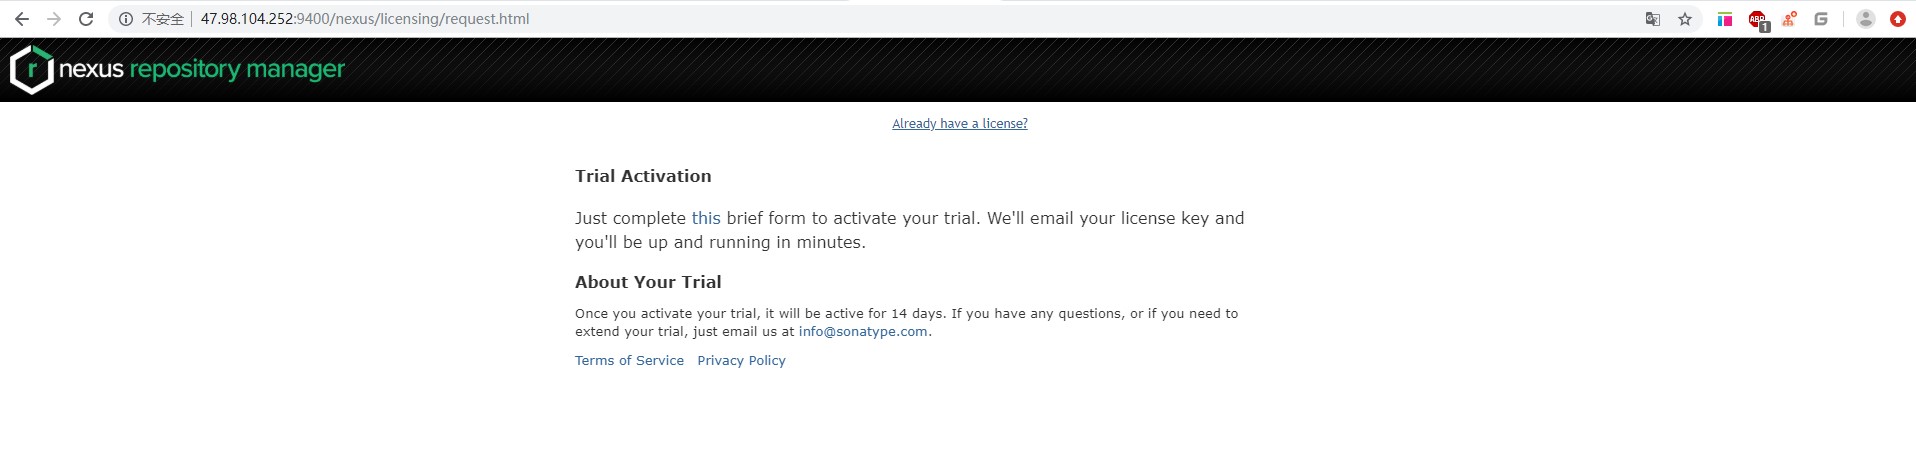 不安全 47.98.104.252:9400/nexus/licensing/request.html
ABP 1
G
r nexus repository manager
Already have a license?
Trial Activation
Just complete this brief form to activate your trial. We'll email your license key and
you'll be up and running in minutes.
About Your Trial
Once you activate your trial, it will be active for 14 days. If you have any questions, or if you need to
extend your trial, just email us at info@sonatype.com.
Terms of Service Privacy Policy